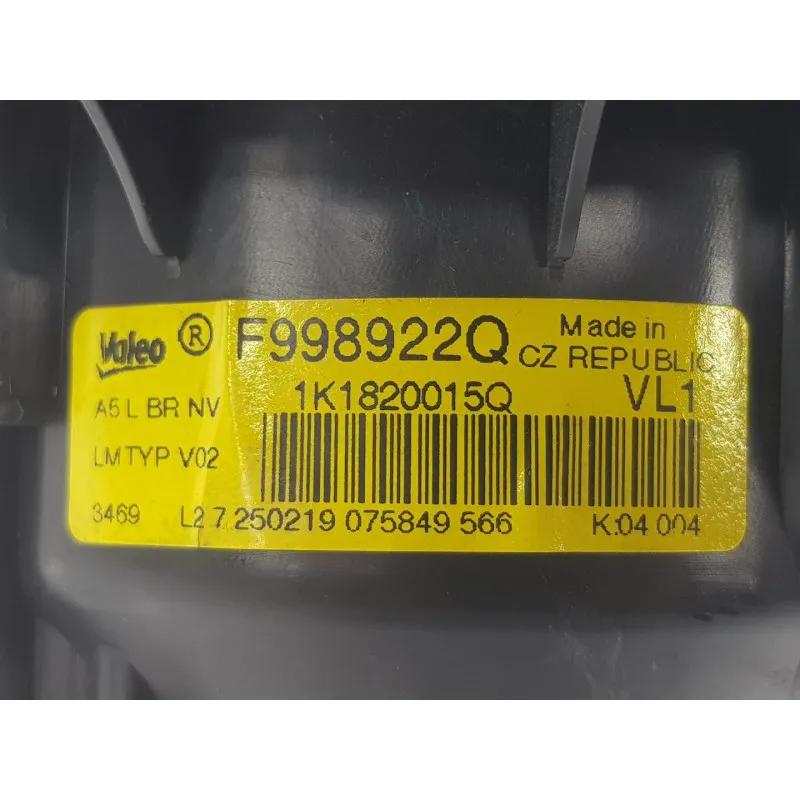 Valeo ® F998922Q Made in
CZ REPUBLIC
A5 L BR NV 1K1820015Q VL1
LM TYP V02
3469 L2 7 250219 075849 566 K.04 004